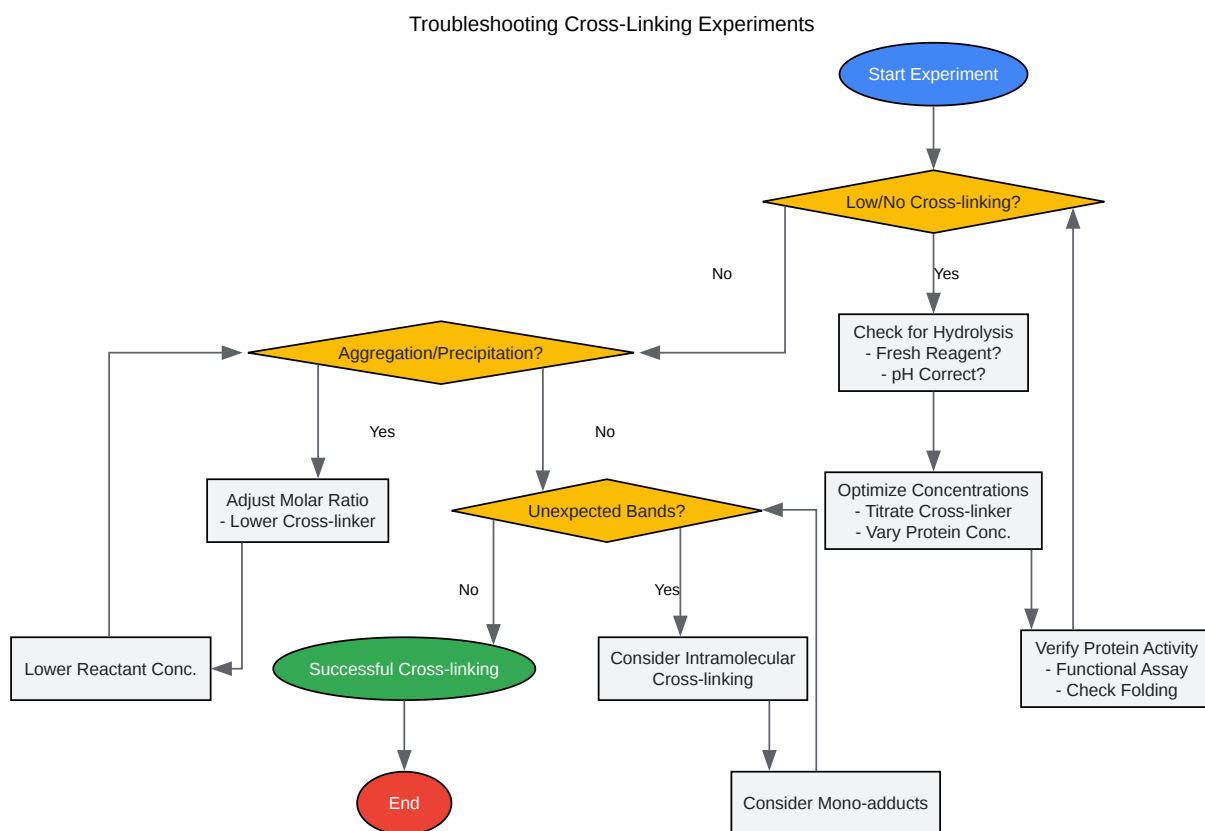 Troubleshooting Cross-Linking Experiments
Start Experiment
Low/No Cross-linking?
No
Yes
Check for Hydrolysis
- Fresh Reagent?
- pH Correct?
Aggregation/Precipitation?
Yes
No
Adjust Molar Ratio
- Lower Cross-linker
Unexpected Bands?
Optimize Concentrations
- Titrate Cross-linker
- Vary Protein Conc.
No
Yes
Lower Reactant Conc.
Successful Cross-linking
Consider Intramolecular
Cross-linking
Verify Protein Activity
- Functional Assay
- Check Folding
End
Consider Mono-adducts